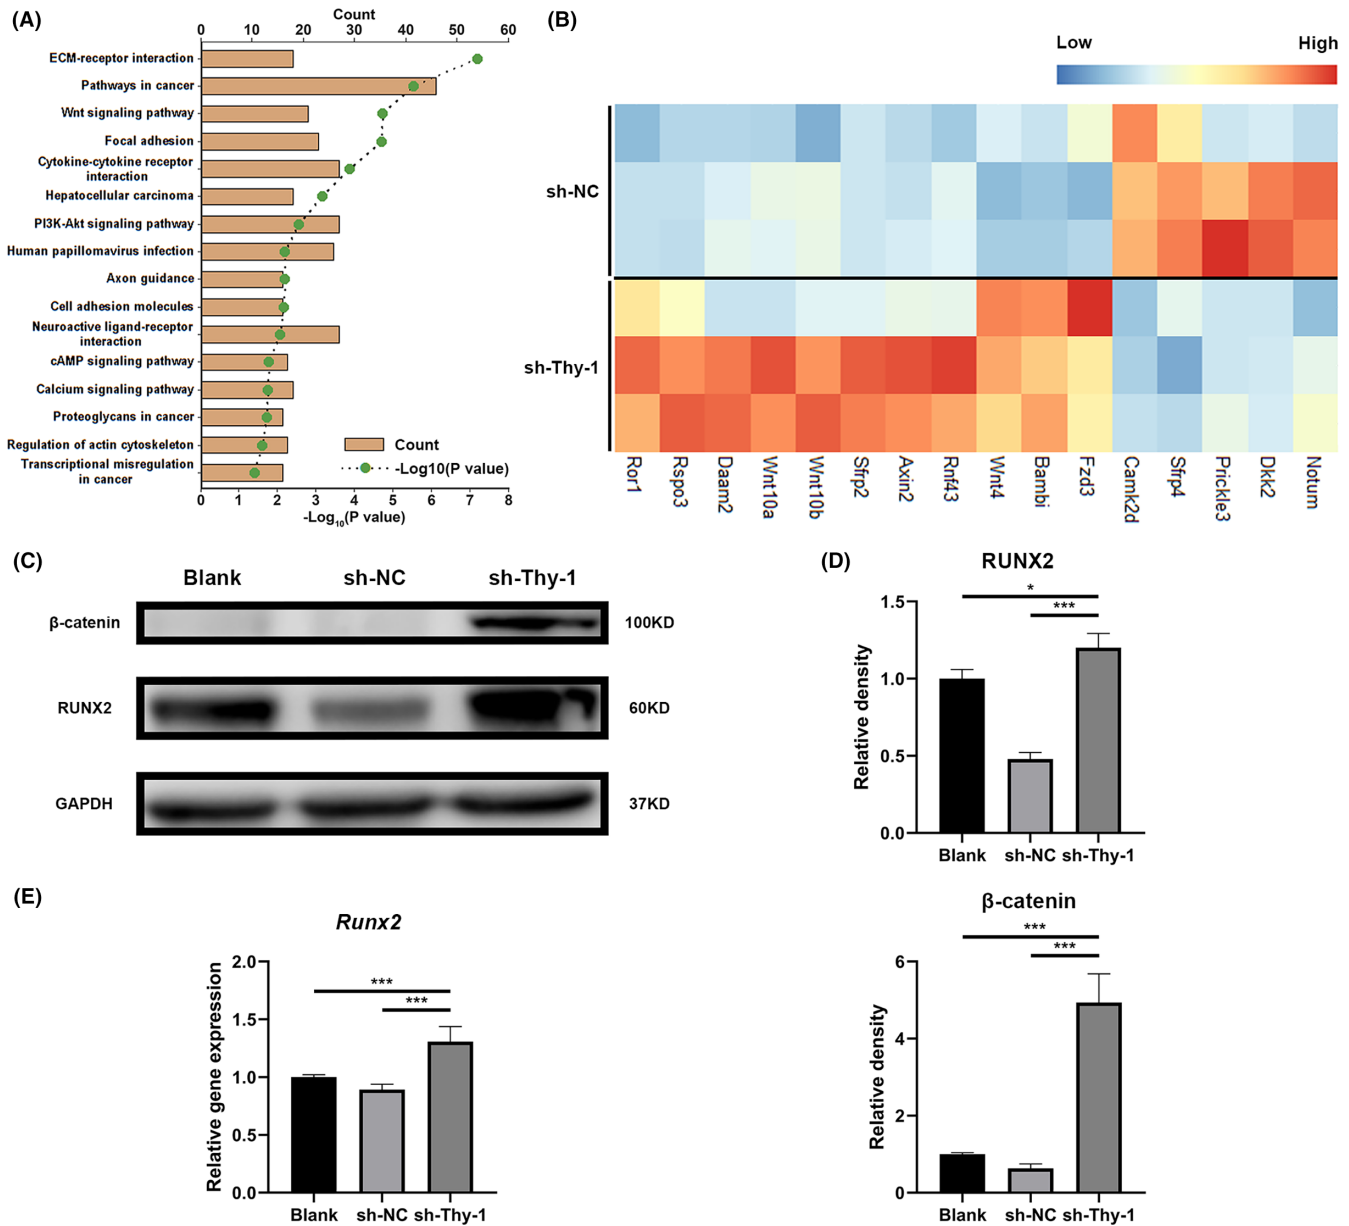 (A)
Count
0 10 20 30 40 50 60
ECM-receptor interaction
Pathways in cancer
Wnt signaling pathway
Focal adhesion
Cytokine-cytokine receptor
interaction
Hepatocellular carcinoma
PI3K-Akt signaling pathway
Human papillomavirus infection
Axon guidance
Cell adhesion molecules
Neuroactive ligand-receptor
interaction
cAMP signaling pathway
Calcium signaling pathway
Proteoglycans in cancer
Regulation of actin cytoskeleton
Transcriptional misregulation
in cancer
Count
-Log10(P value)
0 1 2 3 4 5 6 7 8
-Log10(P value)
(B)
Low High
sh-NC
sh-Thy-1
Ror1 Rspo3 Daam2 Wnt10a Wnt10b Sfrp2 Axin2 Rnf43 Wnt4 Bambi Fzd3 Camk2d Sfrp4 Prickle3 Dkk2 Notum
(C)
Blank sh-NC sh-Thy-1
β-catenin 100KD
RUNX2 60KD
GAPDH 37KD
(D)
RUNX2
*
***
Relative density
1.5
1.0
0.5
0.0
Blank sh-NC sh-Thy-1
β-catenin
***
***
Relative density
6
4
2
0
Blank sh-NC sh-Thy-1
(E)
Runx2
***
***
Relative gene expression
2.0
1.5
1.0
0.5
0.0
Blank sh-NC sh-Thy-1